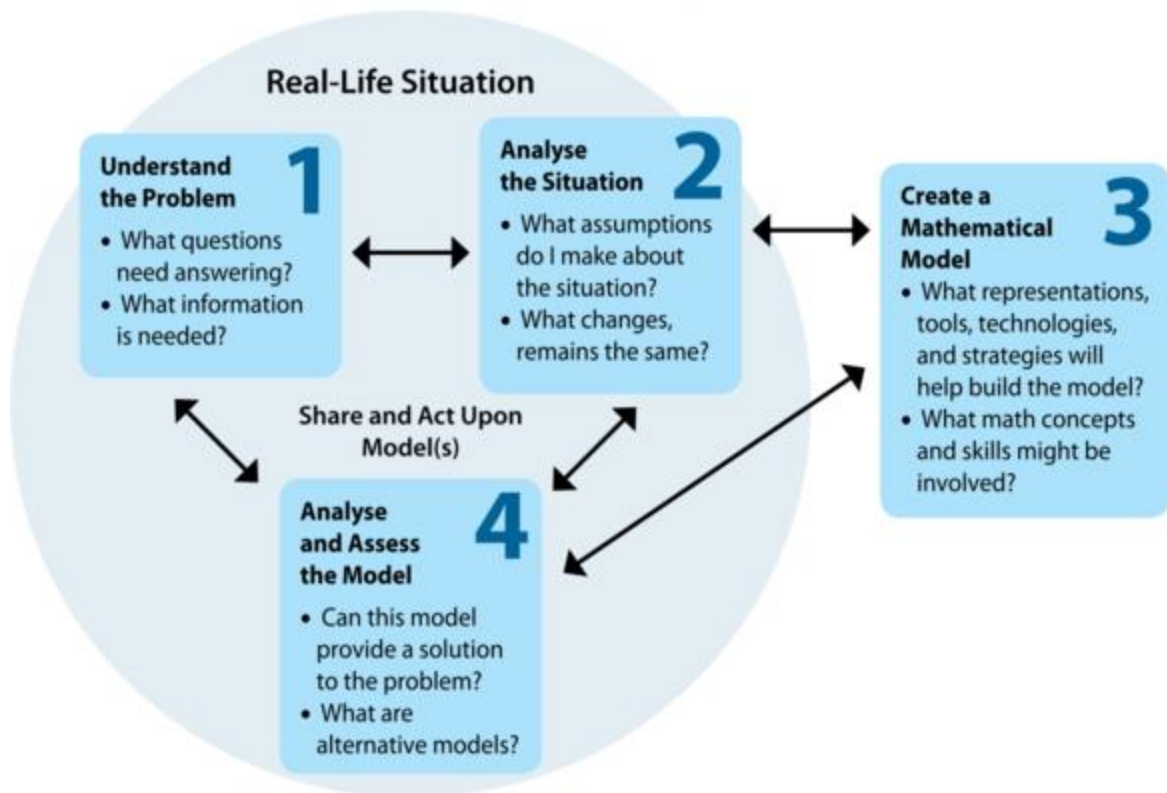 Real-Life Situation
1
Understand
the Problem
• What questions
need answering?
• What information
is needed?
2
Analyse
the Situation
• What assumptions
do I make about
the situation?
• What changes,
remains the same?
3
Create a
Mathematical
Model
• What representations,
tools, technologies,
and strategies will
help build the model?
• What math concepts
and skills might be
involved?
Share and Act Upon
Model(s)
4
Analyse
and Assess
the Model
• Can this model
provide a solution
to the problem?
• What are
alternative models?